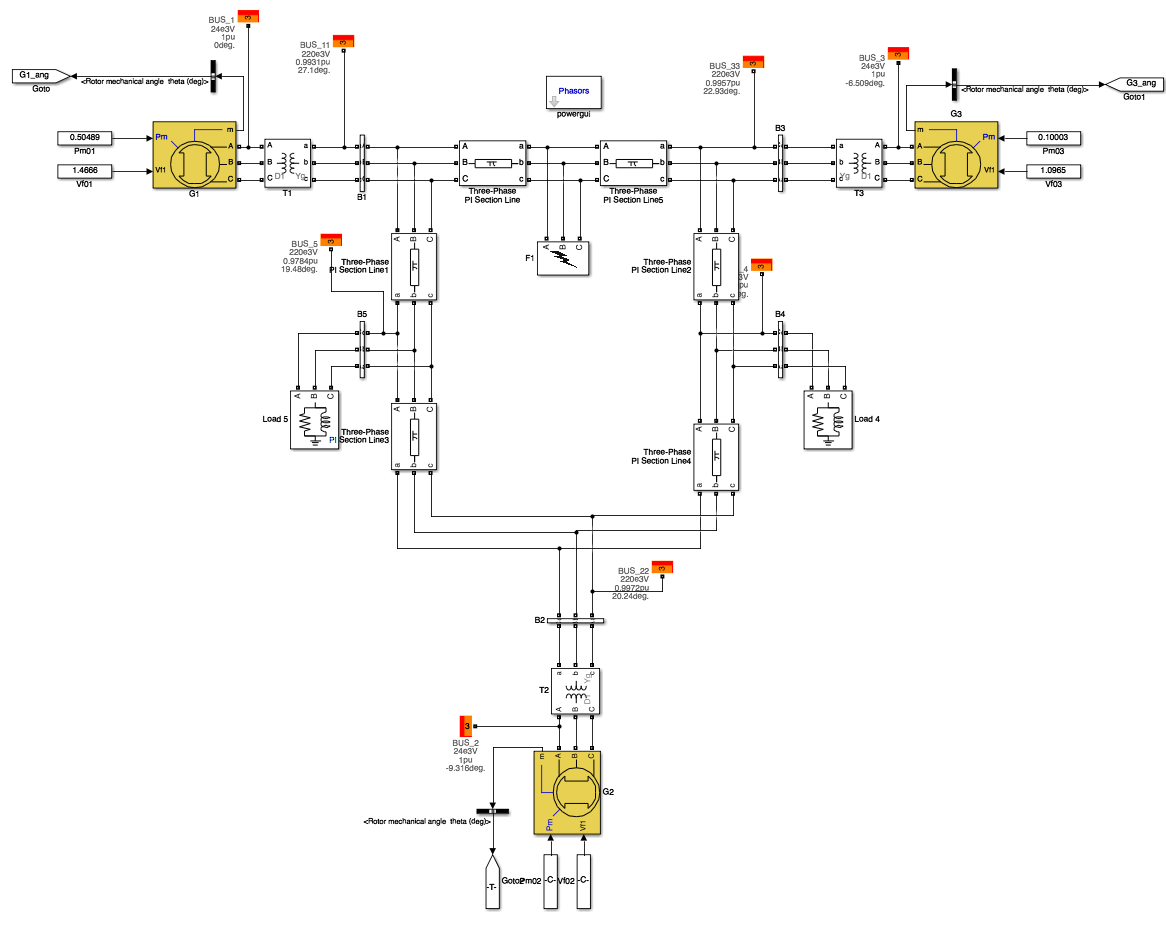 BUS_1
24e3V
1pu
0deg.
3
BUS_11
220e3V
0.9931pu
27.1deg.
3
BUS_33
220e3V
0.9957pu
22.93deg.
3
BUS_3
24e3V
1pu
-6.509deg.
3
G1_ang
Goto
<Rotor mechanical angle theta (deg)>
Phasors
powergui
<Rotor mechanical angle theta (deg)>
G3_ang
Goto1
0.50489
Pm01
1.4666
Vf01
Pm
Vf1
m
A
B
C
G1
A
B
C
D1
Yg
a
b
c
T1
B1
A
B
C
a
b
c
Three-Phase
PI Section Line
A
B
C
a
b
c
Three-Phase
PI Section Line5
B3
a
b
c
Yg
D1
A
B
C
T3
G3
m
A
B
C
Pm
Vf1
0.10003
Pm03
1.0965
Vf03
F1
A
B
C
BUS_5
220e3V
0.9784pu
19.48deg.
3
Three-Phase
PI Section Line1
A
B
C
a
b
c
Three-Phase
PI Section Line2
A
B
C
a
b
c
_4
3V
pu
eg.
3
B5
B4
Load 5
A
B
C
Three-Phase
PI Section Line3
A
B
C
a
b
c
Three-Phase
PI Section Line4
A
B
C
a
b
c
Load 4
A
B
C
BUS_22
220e3V
0.9972pu
20.24deg.
3
B2
T2
a
b
c
Yg
D1
A
B
C
3
BUS_2
24e3V
1pu
-9.316deg.
m
A
B
C
G2
Pm
Vf1
<Rotor mechanical angle theta (deg)>
-T-
Goto2
Pm02
-C-
Vf02
-C-